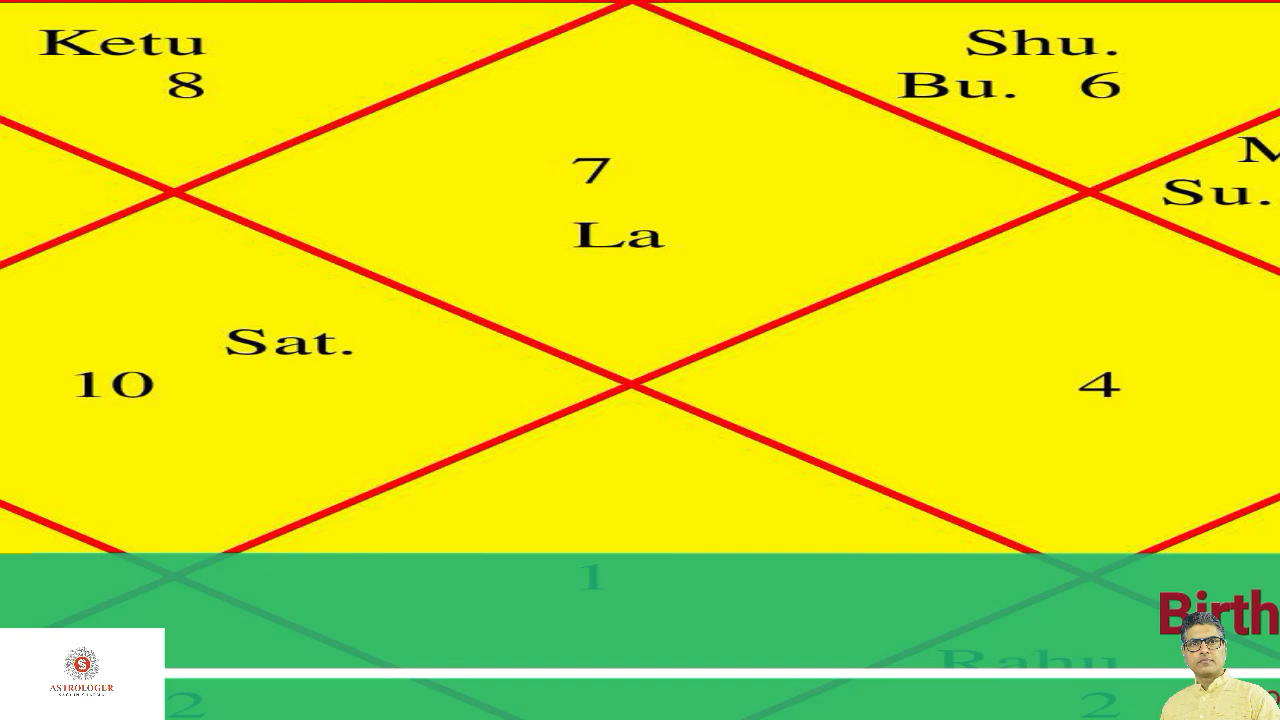 Ketu
8
Shu.
Bu. 6
Su.
7
La
Sat.
10
4
1
Birth
Rahu
2
2
ASTROLOGER